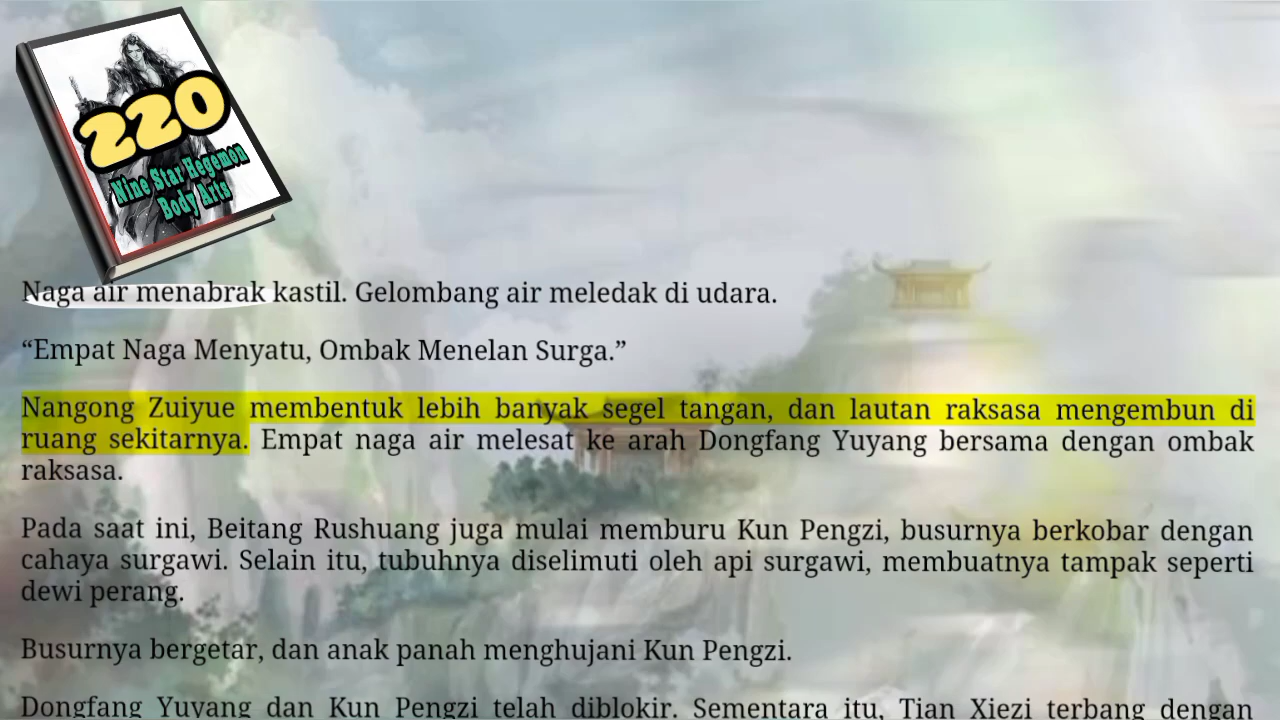 220
Nine Star Hegemon
Body Arts
Naga air menabrak kastil. Gelombang air meledak di udara.
“Empat Naga Menyatu, Ombak Menelan Surga.”
Nangong Zuiyue membentuk lebih banyak segel tangan, dan lautan raksasa mengembun di
ruang sekitarnya. Empat naga air melesat ke arah Dongfang Yuyang bersama dengan ombak
raksasa.
Pada saat ini, Beitang Rushuang juga mulai memburu Kun Pengzi, busurnya berkobar dengan
cahaya surgawi. Selain itu, tubuhnya diselimuti oleh api surgawi, membuatnya tampak seperti
dewi perang.
Busurnya bergetar, dan anak panah menghujani Kun Pengzi.
Dongfang Yuyang dan Kun Pengzi telah diblokir. Sementara itu, Tian Xiezi terbang dengan